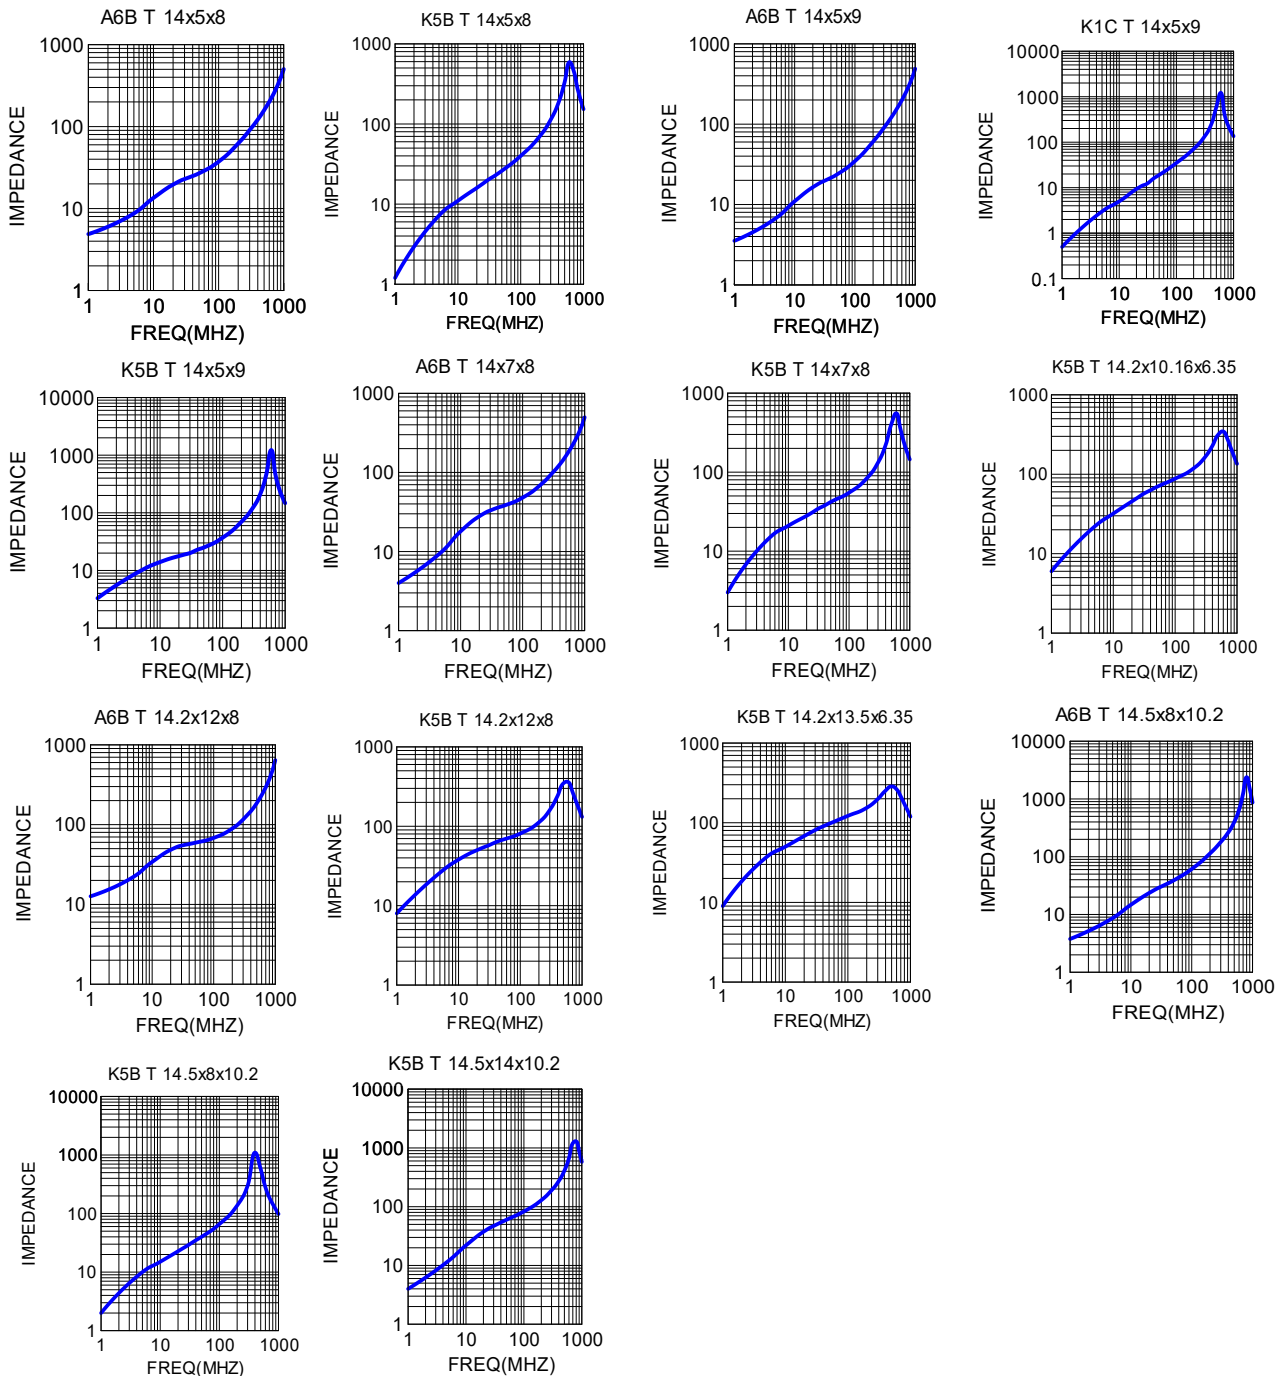 A6B T 14x5x8
IMPEDANCE
1000
100
10
1
1 10 100 1000
FREQ(MHZ)
K5B T 14x5x8
IMPEDANCE
1000
100
10
1
1 10 100 1000
FREQ(MHZ)
A6B T 14x5x9
IMPEDANCE
1000
100
10
1
1 10 100 1000
FREQ(MHZ)
K1C T 14x5x9
IMPEDANCE
10000
1000
100
10
1
0.1
1 10 100 1000
FREQ(MHZ)
K5B T 14x5x9
IMPEDANCE
10000
1000
100
10
1
1 10 100 1000
FREQ(MHZ)
A6B T 14x7x8
IMPEDANCE
1000
100
10
1
1 10 100 1000
FREQ(MHZ)
K5B T 14x7x8
IMPEDANCE
1000
100
10
1
1 10 100 1000
FREQ(MHZ)
K5B T 14.2x10.16x6.35
IMPEDANCE
1000
100
10
1
1 10 100 1000
FREQ(MHZ)
A6B T 14.2x12x8
IMPEDANCE
1000
100
10
1
1 10 100 1000
FREQ(MHZ)
K5B T 14.2x12x8
IMPEDANCE
1000
100
10
1
1 10 100 1000
FREQ(MHZ)
K5B T 14.2x13.5x6.35
IMPEDANCE
1000
100
10
1
1 10 100 1000
FREQ(MHZ)
A6B T 14.5x8x10.2
IMPEDANCE
10000
1000
100
10
1
1 10 100 1000
FREQ(MHZ)
K5B T 14.5x8x10.2
IMPEDANCE
10000
1000
100
10
1
1 10 100 1000
FREQ(MHZ)
K5B T 14.5x14x10.2
IMPEDANCE
10000
1000
100
10
1
1 10 100 1000
FREQ(MHZ)